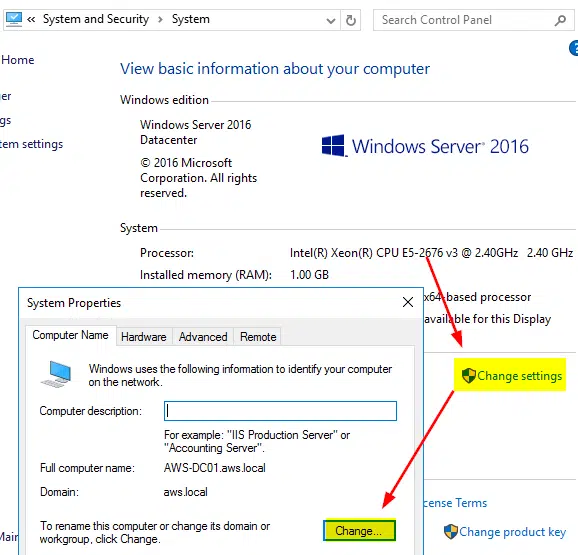 « System and Security › System
Search Control Panel
Home
?
View basic information about your computer
Windows edition
Windows Server 2016
Datacenter
© 2016 Microsoft
Corporation. All rights
reserved.
Windows Server® 2016
System
Processor: Intel(R) Xeon(R) CPU E5-2676 v3 @ 2.40GHz 2.40 GHz
Installed memory (RAM): 1.00 GB
x64-based processor
available for this Display
Change settings
System Properties
Computer Name Hardware Advanced Remote
Windows uses the following information to identify your computer
on the network.
Computer description:
For example: "IIS Production Server" or
"Accounting Server".
Full computer name: AWS-DC01.aws.local
Domain: aws.local
To rename this computer or change its domain or
workgroup, click Change.
Change...
cense Terms
Change product key
er
gs
tem settings